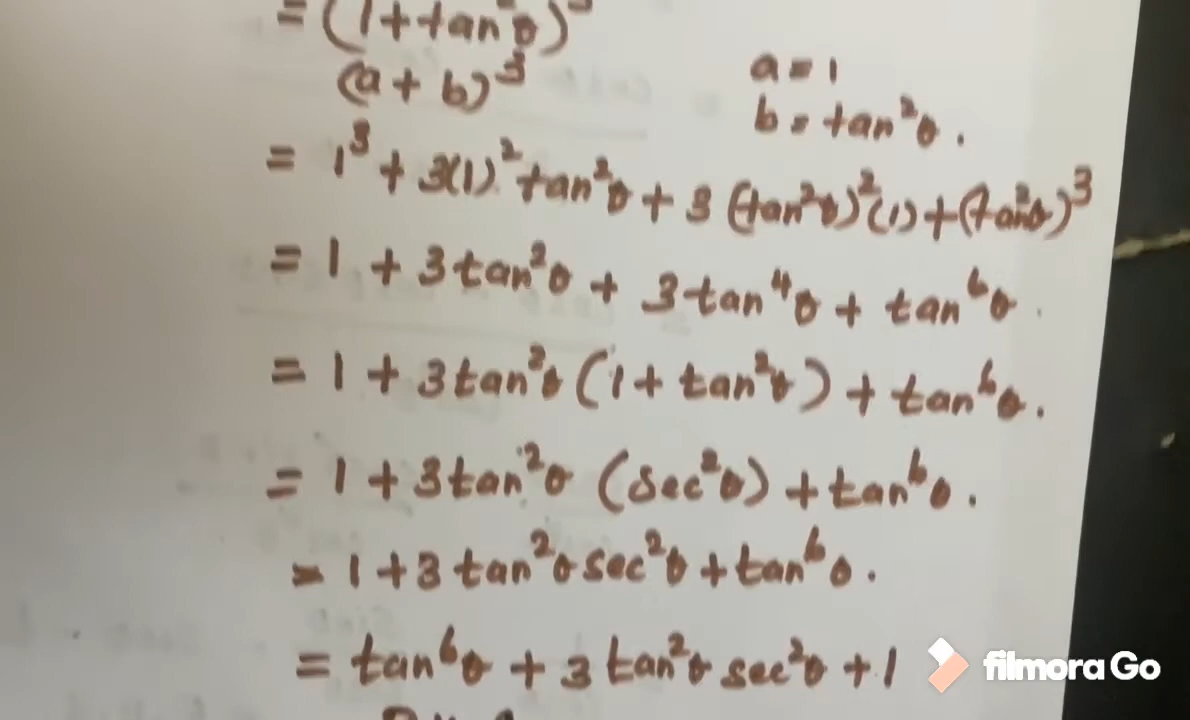 = (1+tan²θ)³
(a+b)³ a = 1
b = tan²θ.
= 1³ + 3(1)² tan²θ + 3 (tan²θ)²(1) + (tan²θ)³
= 1 + 3tan²θ + 3tan⁴θ + tan⁶θ.
= 1 + 3tan²θ (1 + tan²θ) + tan⁶θ.
= 1 + 3tan²θ (sec²θ) + tan⁶θ.
= 1 + 3 tan²θ sec²θ + tan⁶θ.
= tan⁶θ + 3 tan²θ sec²θ + 1
filmora Go